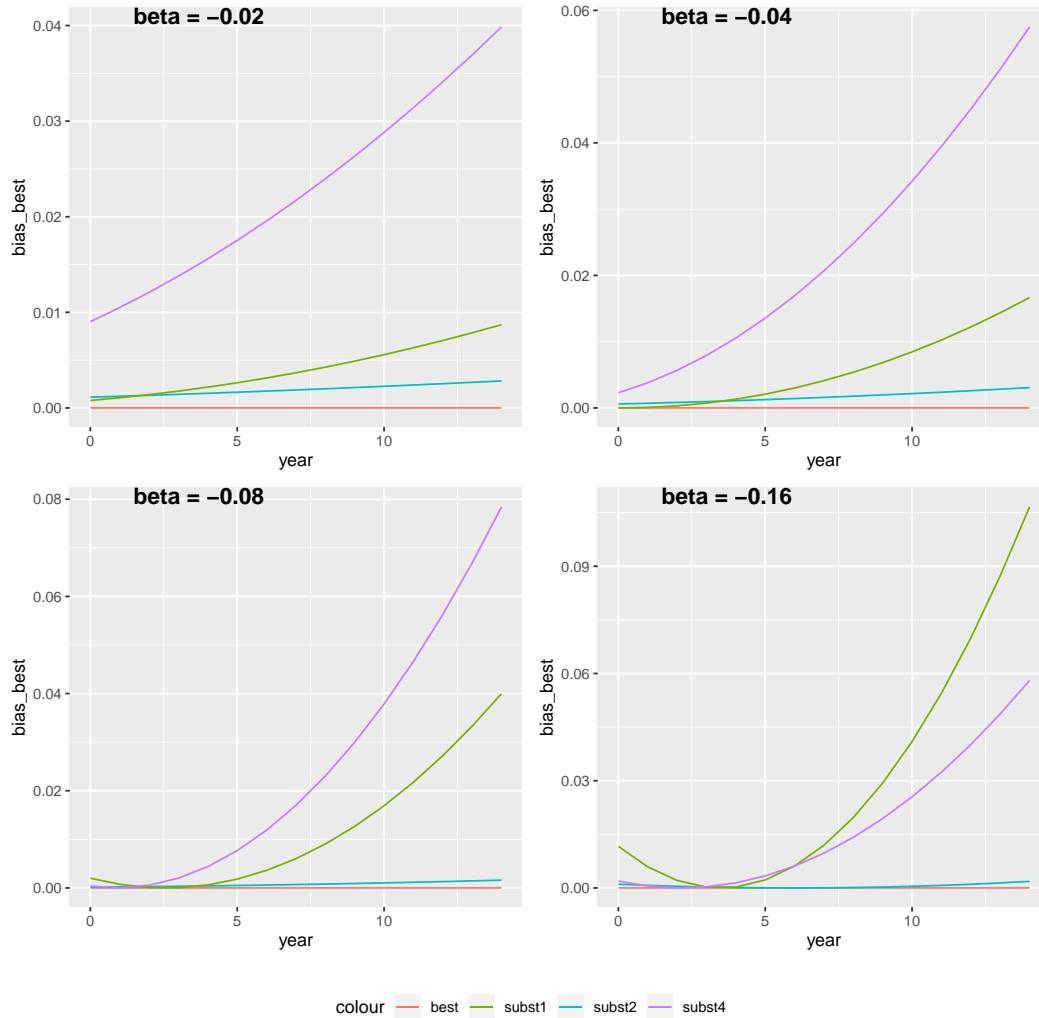 beta = −0.02
0.04
0.03
0.02
0.01
0.00
bias_best
0 5 10
year
beta = −0.04
0.06
0.04
0.02
0.00
bias_best
0 5 10
year
beta = −0.08
0.08
0.06
0.04
0.02
0.00
bias_best
0 5 10
year
beta = −0.16
0.09
0.06
0.03
0.00
bias_best
0 5 10
year
colour best subst1 subst2 subst4